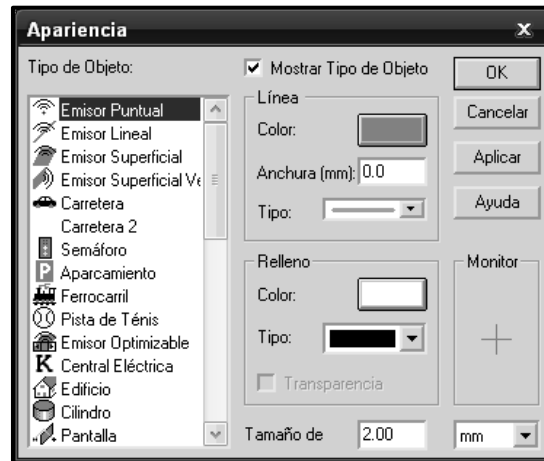 Apariencia
x
Tipo de Objeto:
Emisor Puntual
Emisor Lineal
Emisor Superficial
Emisor Superficial Ve
Carretera
Carretera 2
Semáforo
P Aparcamiento
Ferrocarril
Pista de Ténis
Emisor Optimizable
K Central Eléctrica
Edificio
Cilindro
Pantalla
Mostrar Tipo de Objeto
Línea
Color:
Anchura (mm): 0.0
Tipo:
Relleno
Color:
Tipo:
Transparencia
Tamaño de 2.00 mm
OK
Cancelar
Aplicar
Ayuda
Monitor